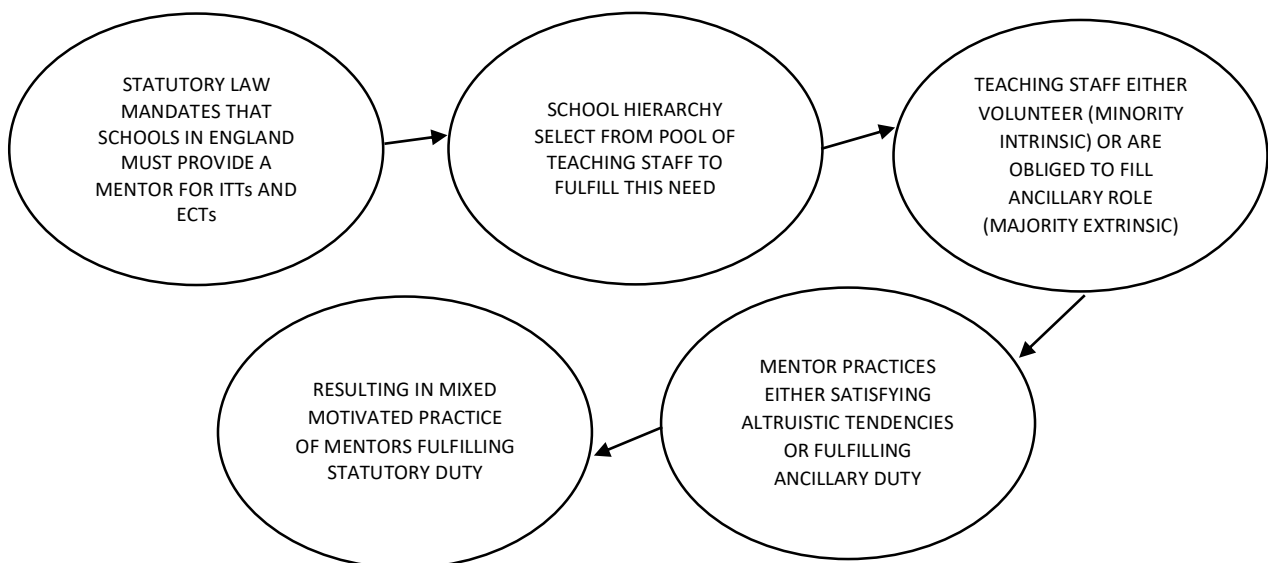 STATUTORY LAW
MANDATES THAT
SCHOOLS IN ENGLAND
MUST PROVIDE A
MENTOR FOR ITTs AND
ECTs
SCHOOL HIERARCHY
SELECT FROM POOL OF
TEACHING STAFF TO
FULFILL THIS NEED
TEACHING STAFF EITHER
VOLUNTEER (MINORITY
INTRINSIC) OR ARE
OBLIGED TO FILL
ANCILLARY ROLE
(MAJORITY EXTRINSIC)
MENTOR PRACTICES
EITHER SATISFYING
ALTRUISTIC TENDENCIES
OR FULFILLING
ANCILLARY DUTY
RESULTING IN MIXED
MOTIVATED PRACTICE
OF MENTORS FULFILLING
STATUTORY DUTY